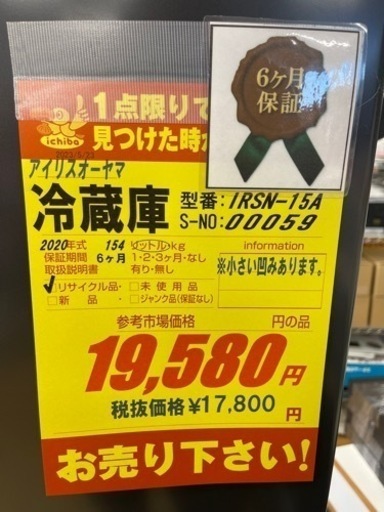 1点限りで
見つけた時が
ichiba
6ヶ月
保証
アイリスオーヤマ
冷蔵庫
型番:IRSN-15A
S-NO:00059
2020年式 154 リットル・kg
保証期間 6ヶ月 1・2・3ヶ月・なし
取扱説明書 有り・無し
information
※小さい凹みあります。
✓リサイクル品・□未使用品
□新品・□ジャンク品(保証なし)
参考市場価格 円の品
19,580円
税抜価格¥17,800円
お売り下さい!